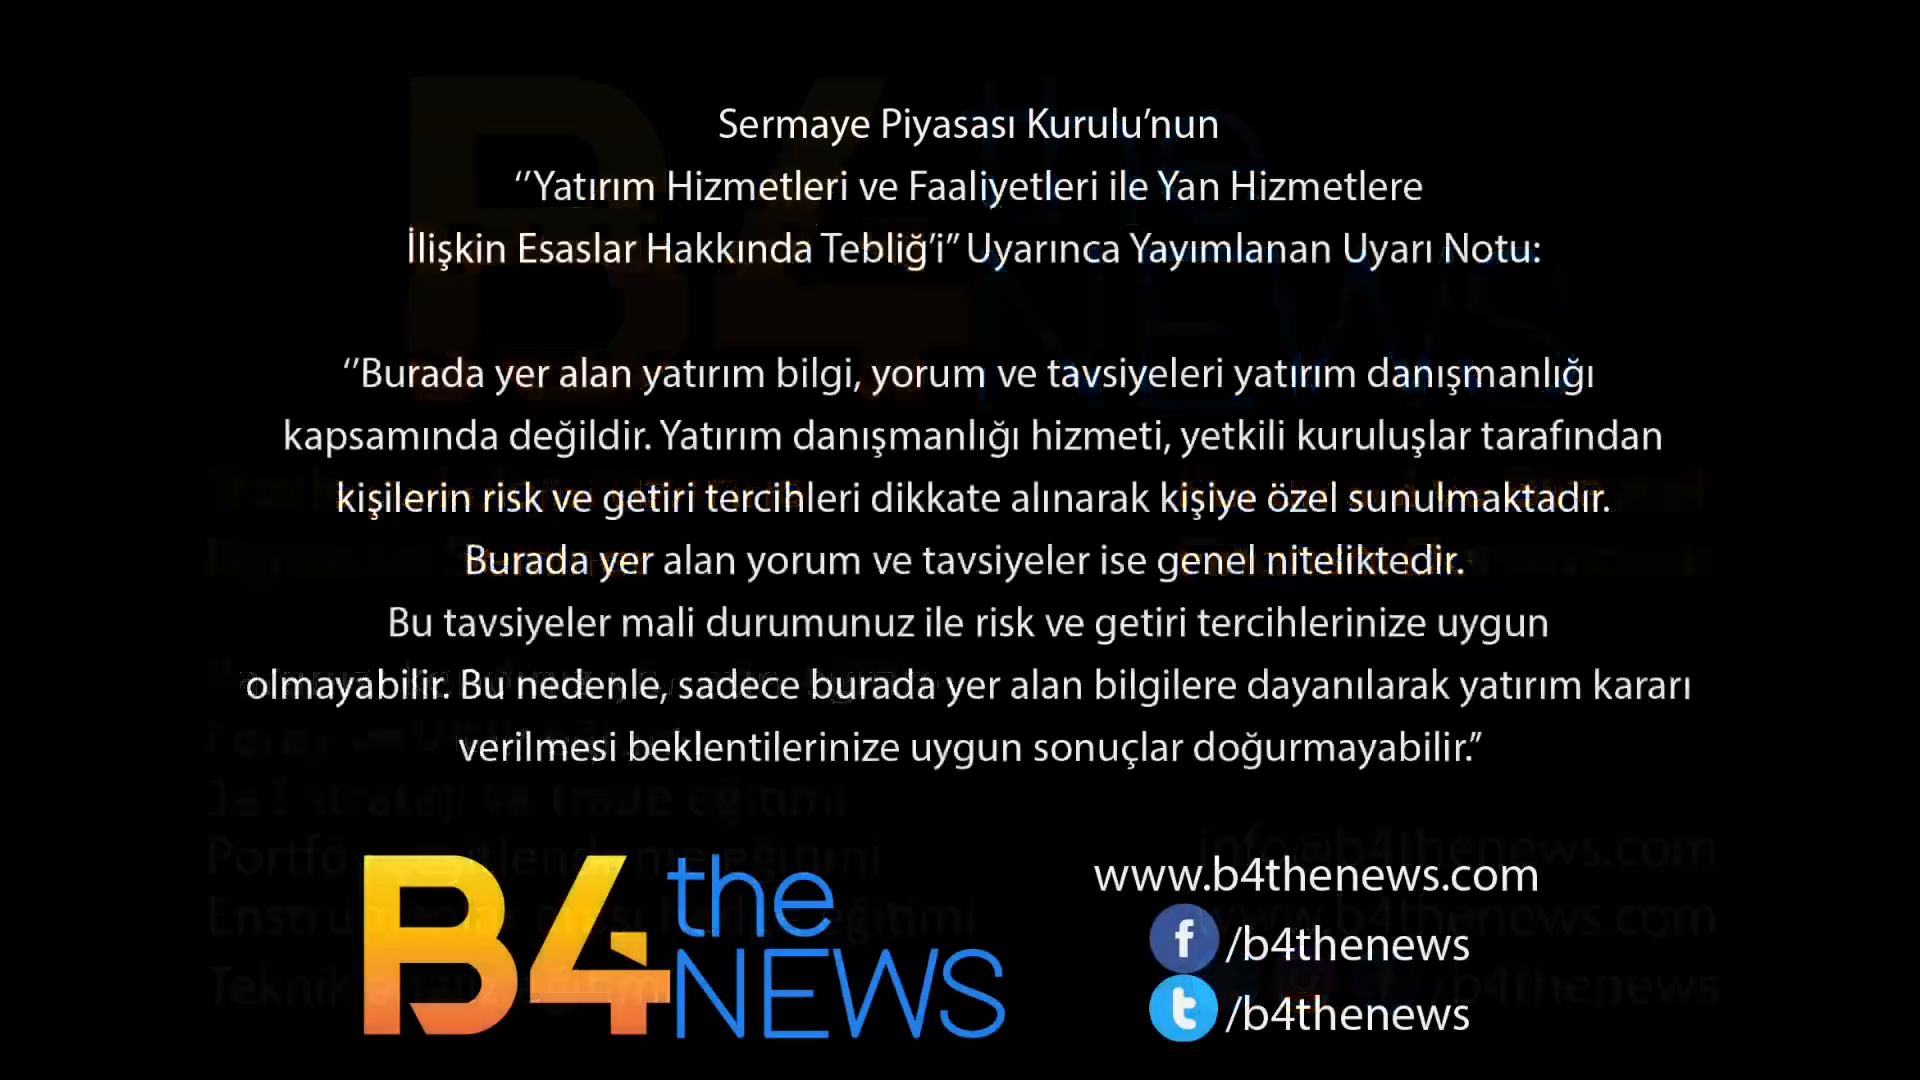 Sermaye Piyasası Kurulu’nun
‘’Yatırım Hizmetleri ve Faaliyetleri ile Yan Hizmetlere
İlişkin Esaslar Hakkında Tebliğ’i” Uyarınca Yayımlanan Uyarı Notu:
‘’Burada yer alan yatırım bilgi, yorum ve tavsiyeleri yatırım danışmanlığı
kapsamında değildir. Yatırım danışmanlığı hizmeti, yetkili kuruluşlar tarafından
kişilerin risk ve getiri tercihleri dikkate alınarak kişiye özel sunulmaktadır.
Burada yer alan yorum ve tavsiyeler ise genel niteliktedir.
Bu tavsiyeler mali durumunuz ile risk ve getiri tercihlerinize uygun
olmayabilir. Bu nedenle, sadece burada yer alan bilgilere dayanılarak yatırım kararı
verilmesi beklentilerinize uygun sonuçlar doğurmayabilir.”
B4 the NEWS
www.b4thenews.com
/b4thenews
/b4thenews